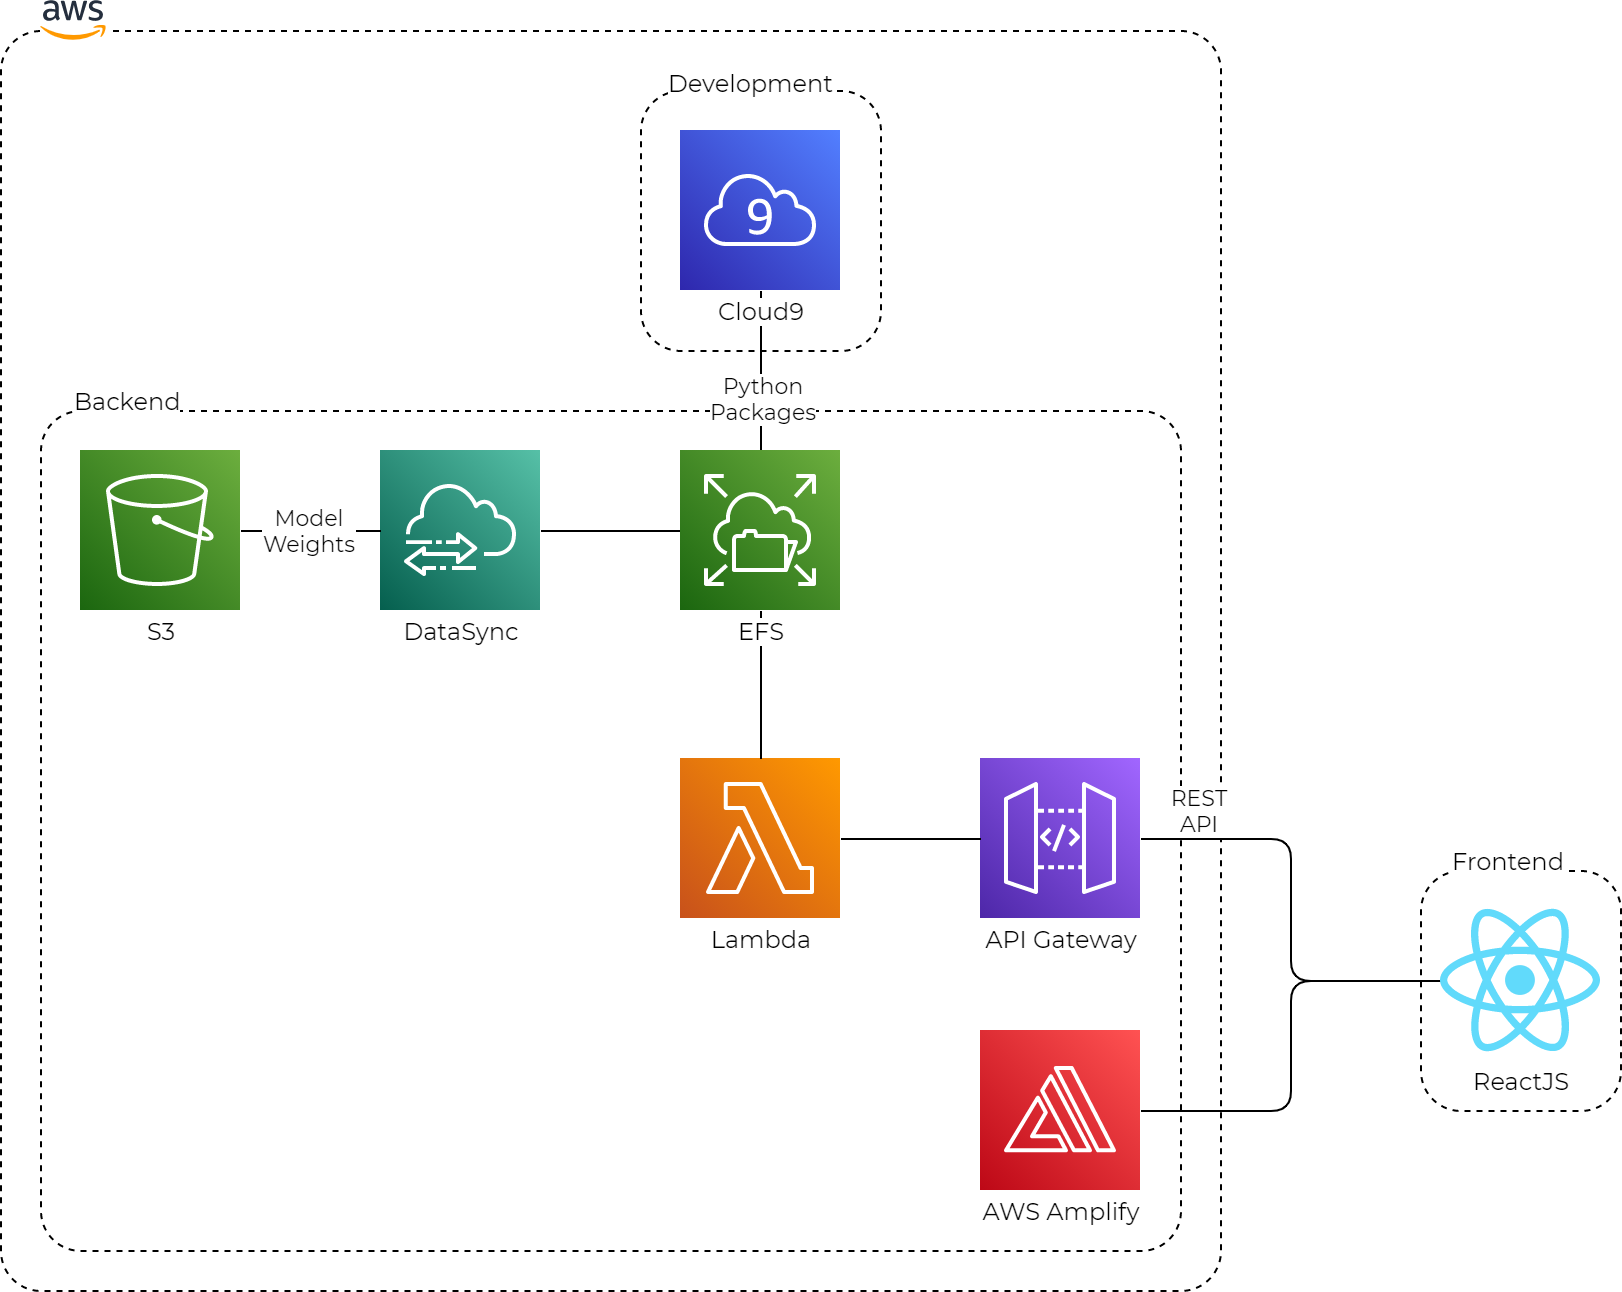 aws
Development
9
Cloud9
Python
Packages
Backend
Model
Weights
S3
DataSync
EFS
REST
API
</>
Lambda
API Gateway
Frontend
ReactJS
AWS Amplify